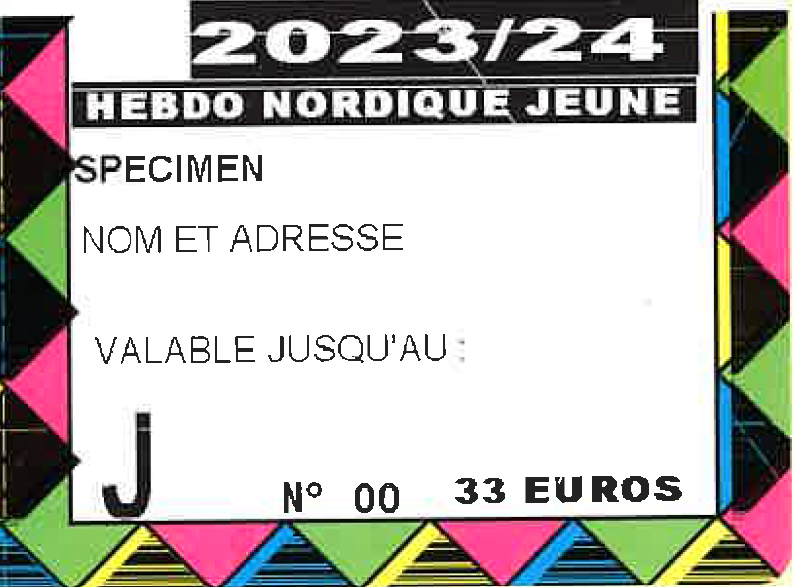 2023/24
HEBDO NORDIQUE JEUNE
SPECIMEN
NOM ET ADRESSE
VALABLE JUSQU'AU :
J
N° 00 33 EUROS